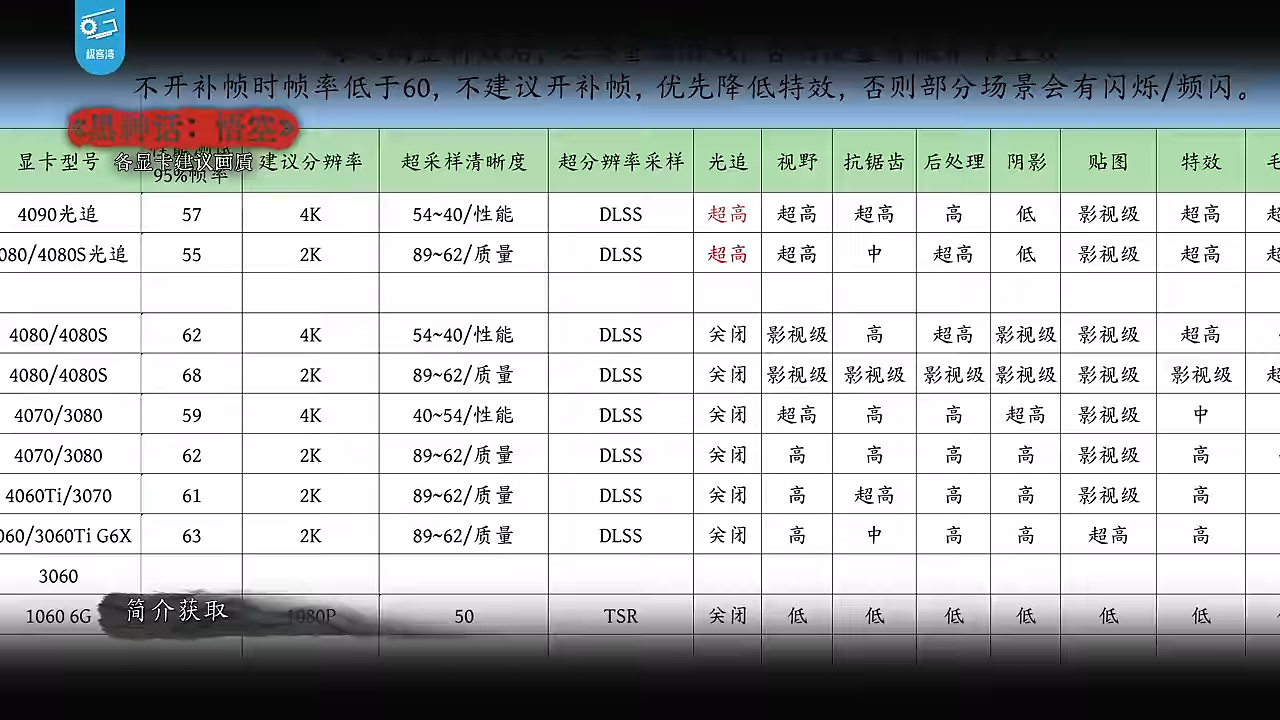 极客湾
不开补帧时帧率低于60, 不建议开补帧, 优先降低特效, 否则部分场景会有闪烁/频闪。
《黑神话：悟空》
各显卡建议画质
显卡型号 95%帧率 建议分辨率 超采样清晰度 超分辨率采样 光追 视野 抗锯齿 后处理 阴影 贴图 特效
4090光追 57 4K 54~40/性能 DLSS 超高 超高 超高 高 低 影视级 超高
080/4080S光追 55 2K 89~62/质量 DLSS 超高 超高 中 超高 低 影视级 超高
4080/4080S 62 4K 54~40/性能 DLSS 关闭 影视级 高 超高 影视级 影视级 超高
4080/4080S 68 2K 89~62/质量 DLSS 关闭 影视级 影视级 影视级 影视级 影视级 影视级
4070/3080 59 4K 40~54/性能 DLSS 关闭 超高 高 高 超高 影视级 中
4070/3080 62 2K 89~62/质量 DLSS 关闭 高 高 高 高 影视级 高
4060Ti/3070 61 2K 89~62/质量 DLSS 关闭 高 超高 高 高 影视级 高
060/3060Ti G6X 63 2K 89~62/质量 DLSS 关闭 高 中 高 高 超高 高
3060
1060 6G 1080P 50 TSR 关闭 低 低 低 低 低 低
简介获取